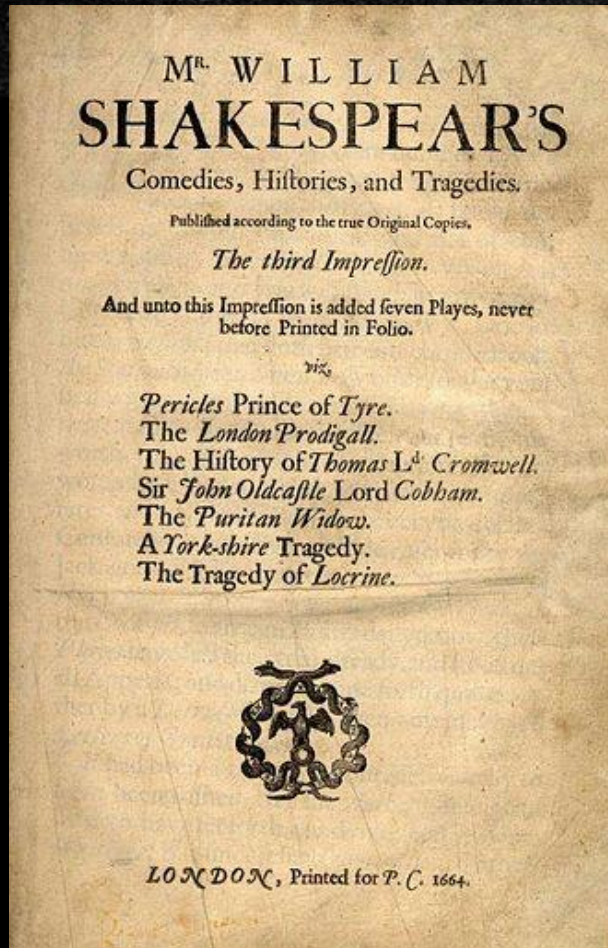 Mʀ. WILLIAM
SHAKESPEAR'S
Comedies, Hiſtories, and Tragedies.
Publiſhed according to the true Original Copies.
The third Impreſſion.
And unto this Impreſſion is added ſeven Playes, never
before Printed in Folio.
viz.
Pericles Prince of Tyre.
The London Prodigall.
The Hiſtory of Thomas Lᵈ· Cromwell.
Sir John Oldcaſtle Lord Cobham.
The Puritan Widow.
A York-shire Tragedy.
The Tragedy of Locrine.
LONDON, Printed for P. C. 1664.